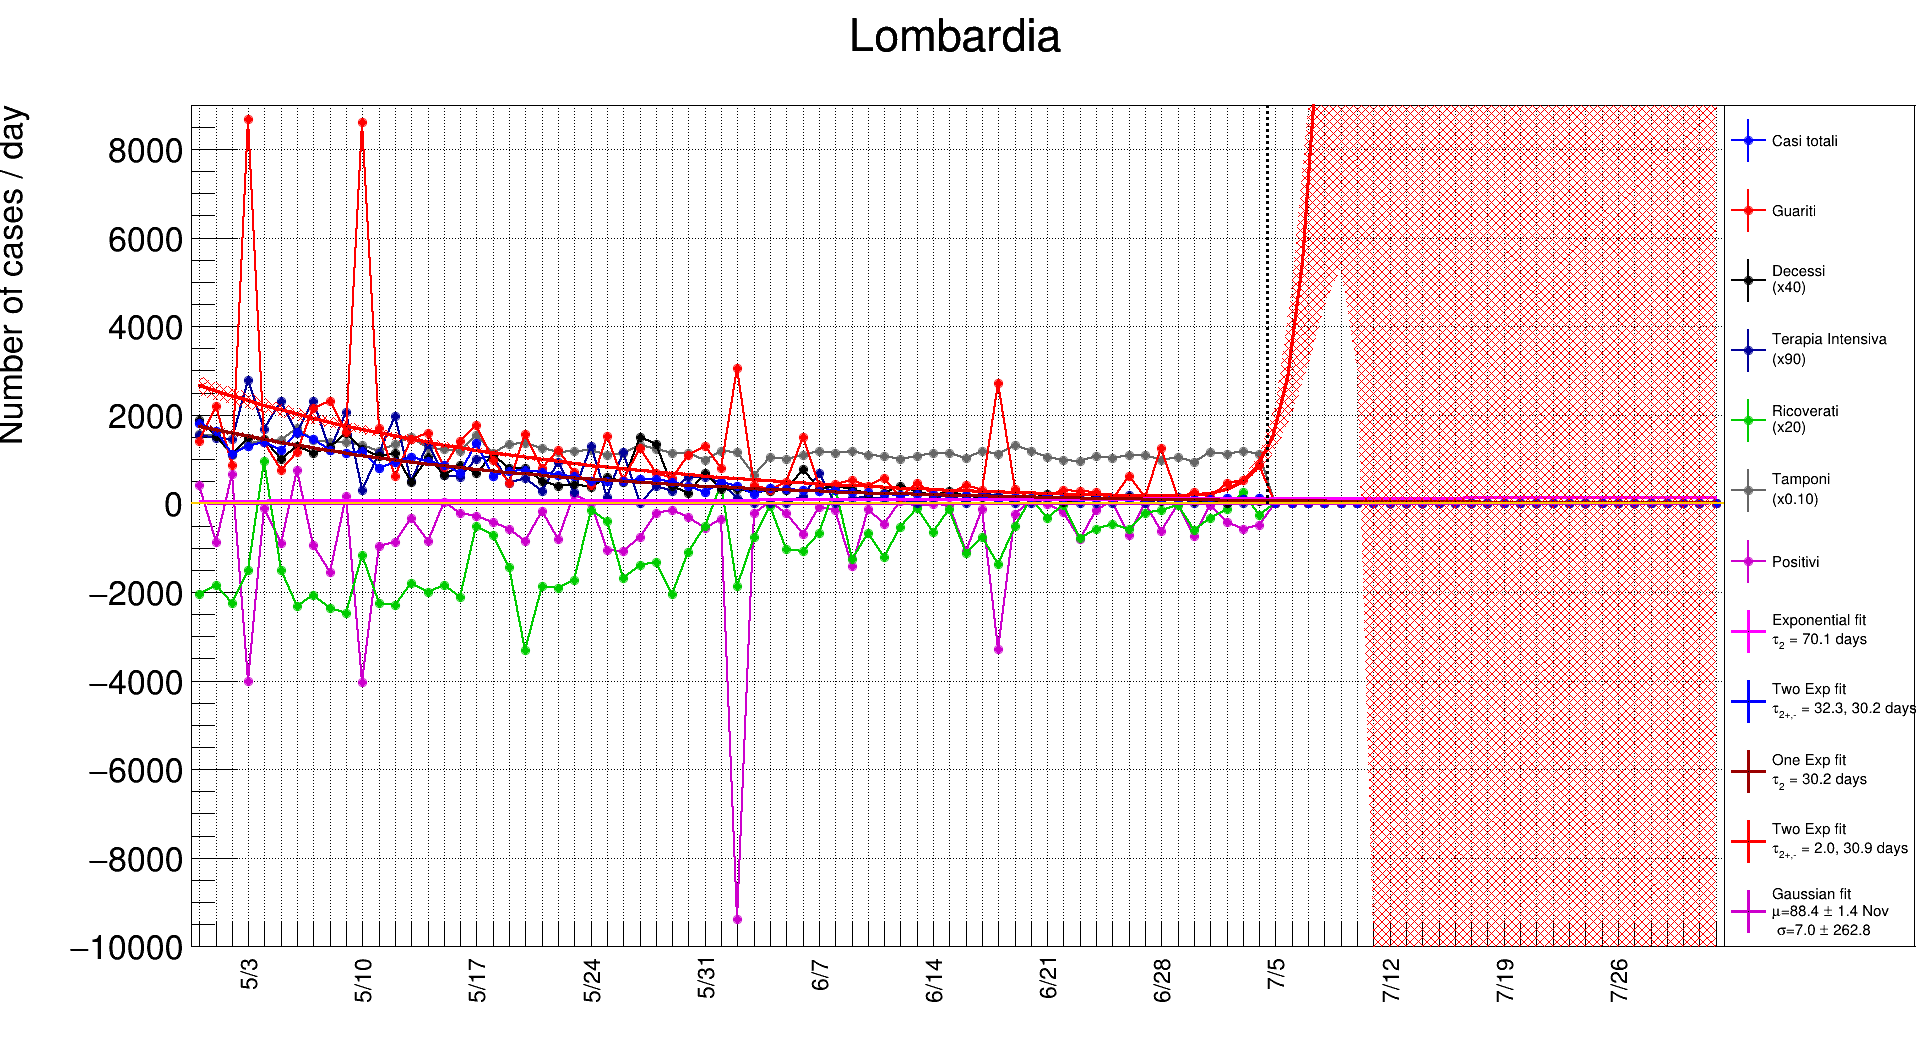 Lombardia
Number of cases / day
8000
6000
4000
2000
0
−2000
−4000
−6000
−8000
−10000
5/3
5/10
5/17
5/24
5/31
6/7
6/14
6/21
6/28
7/5
7/12
7/19
7/26
Casi totali
Guariti
Decessi
(x40)
Terapia Intensiva
(x90)
Ricoverati
(x20)
Tamponi
(x0.10)
Positivi
Exponential fit
τ2 = 70.1 days
Two Exp fit
τ2+,- = 32.3, 30.2 days
One Exp fit
τ2 = 30.2 days
Two Exp fit
τ2+,- = 2.0, 30.9 days
Gaussian fit
μ=88.4 ± 1.4 Nov
σ=7.0 ± 262.8